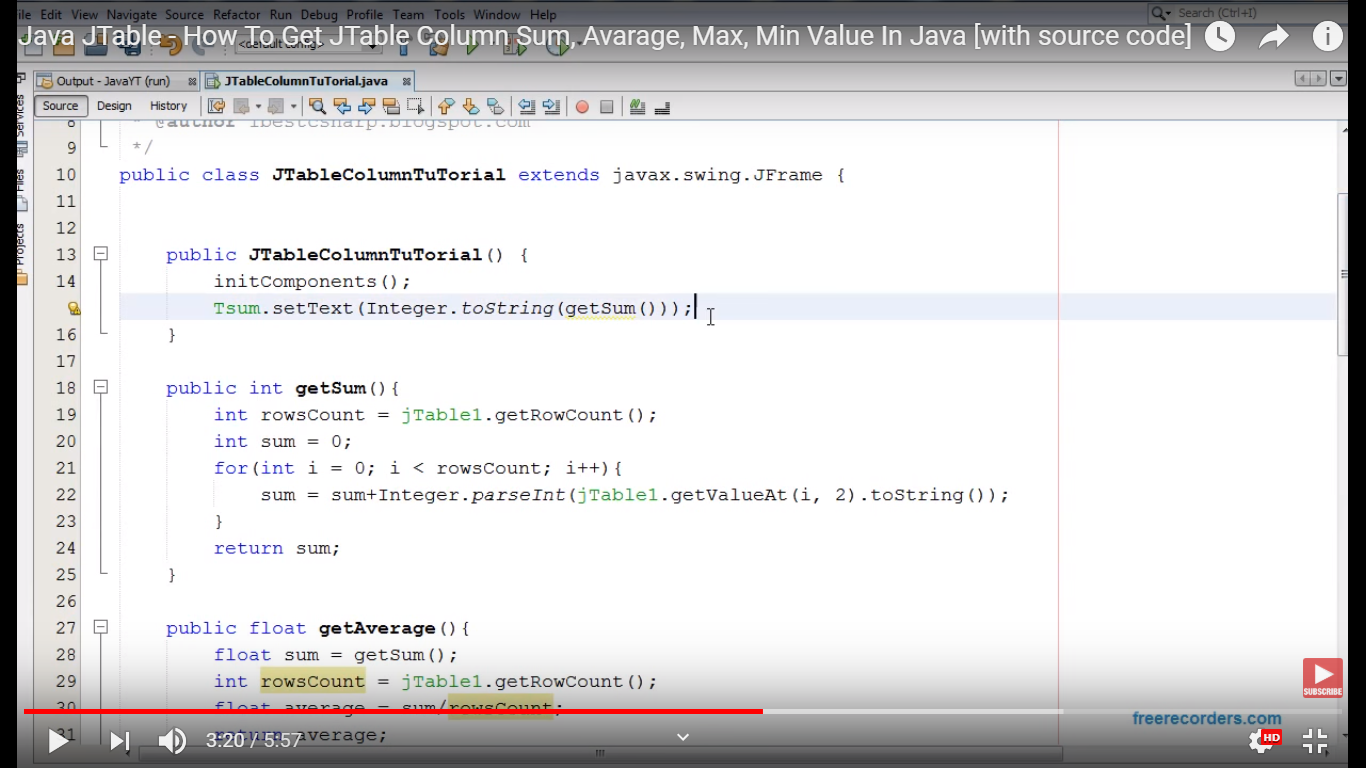 File Edit View Navigate Source Refactor Run Debug Profile Team Tools Window Help
Search (Ctrl+I)
Java JTable - How To Get JTable Column Sum, Avarage, Max, Min Value In Java [with source code]
<default config>
Output - JavaYT (run) JTableColumnTuTorial.java
Source Design History
Services
Files
Projects
8 * @author 1bestcsharp.blogspot.com
9 */
10 public class JTableColumnTuTorial extends javax.swing.JFrame {
11
12
13 public JTableColumnTuTorial() {
14 initComponents();
Tsum.setText(Integer.toString(getSum()));
16 }
17
18 public int getSum(){
19 int rowsCount = jTable1.getRowCount();
20 int sum = 0;
21 for(int i = 0; i < rowsCount; i++){
22 sum = sum+Integer.parseInt(jTable1.getValueAt(i, 2).toString());
23 }
24 return sum;
25 }
26
27 public float getAverage(){
28 float sum = getSum();
29 int rowsCount = jTable1.getRowCount();
30 float average = sum/rowsCount;
31 return average;
SUBSCRIBE
freerecorders.com
3:20 / 5:57
HD